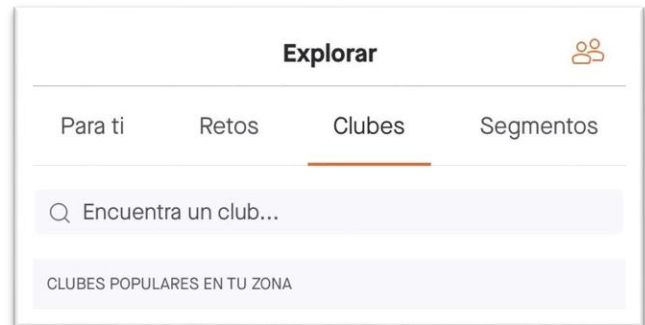 Explorar
Para ti Retos Clubes Segmentos
Encuentra un club...
CLUBES POPULARES EN TU ZONA